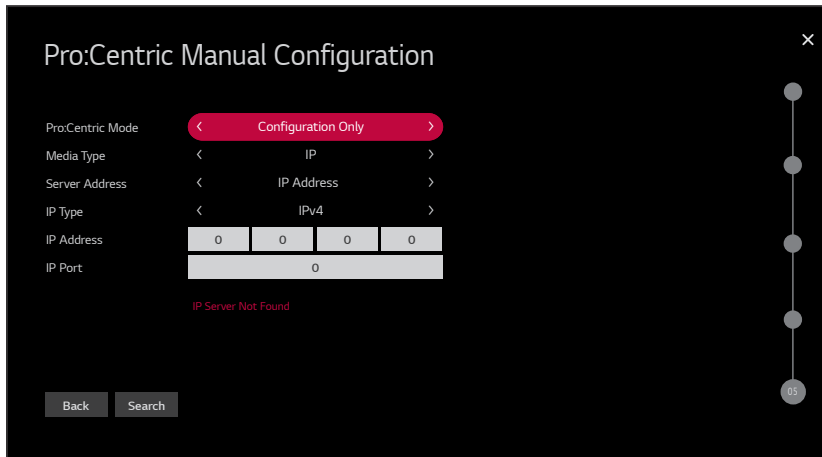 Pro:Centric Manual Configuration
Pro:Centric Mode Configuration Only
Media Type IP
Server Address IP Address
IP Type IPv4
IP Address 0 0 0 0
IP Port 0
IP Server Not Found
05
Back Search